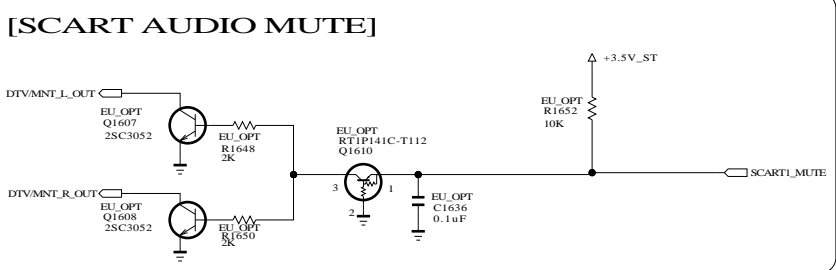 [SCART AUDIO MUTE]
+3.5V_ST
DTV/MNT_L_OUT
EU_OPT
Q1607
2SC3052
EU_OPT
R1648
2K
EU_OPT
RT1P141C-T112
Q1610
3
1
2
EU_OPT
R1652
10K
SCART1_MUTE
EU_OPT
C1636
0.1uF
DTV/MNT_R_OUT
EU_OPT
Q1608
2SC3052
EU_OPT
R1650
2K